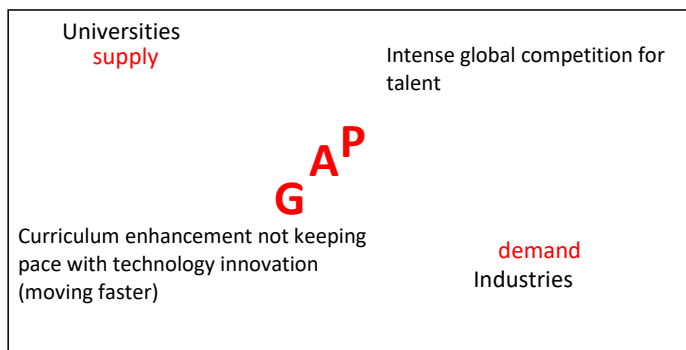 Universities
supply
Intense global competition for
talent
GAP
Curriculum enhancement not keeping
pace with technology innovation
(moving faster)
demand
Industries